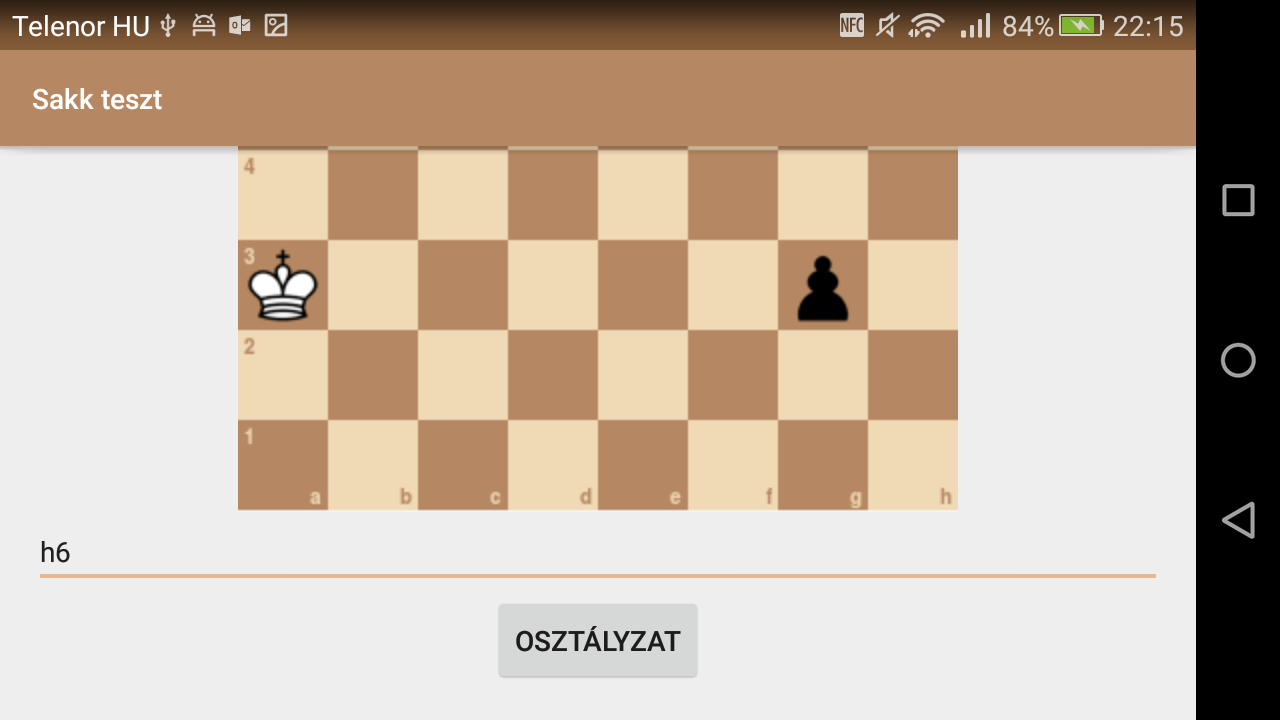 Telenor HU NFC 84% 22:15
Sakk teszt
4
3
2
1
a b c d e f g h
h6
OSZTÁLYZAT